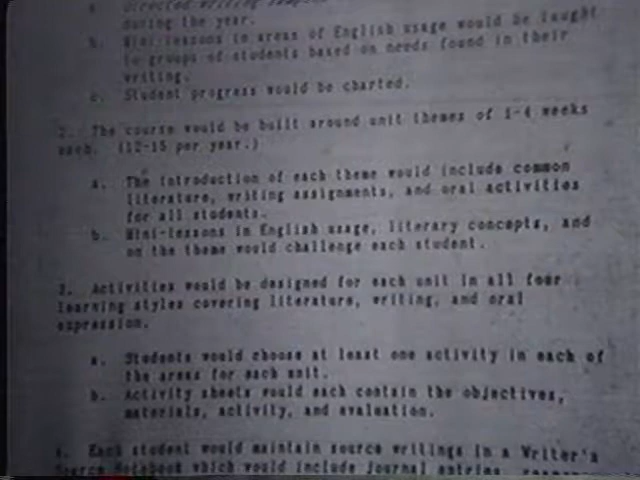 a. Directed writing lessons
during the year.
b. Mini-lessons in areas of English usage would be taught
to groups of students based on needs found in their
writing.
c. Student progress would be charted.
2. The course would be built around unit themes of 1-4 weeks
each. (12-15 per year.)
a. The introduction of each theme would include common
literature, writing assignments, and oral activities
for all students.
b. Mini-lessons in English usage, literary concepts, and
on the theme would challenge each student.
3. Activities would be designed for each unit in all four
learning styles covering literature, writing, and oral
expression.
a. Students would choose at least one activity in each of
the areas for each unit.
b. Activity sheets would each contain the objectives,
materials, activity, and evaluation.
4. Each student would maintain source writings in a Writer's
Source Notebook which would include journal entries,